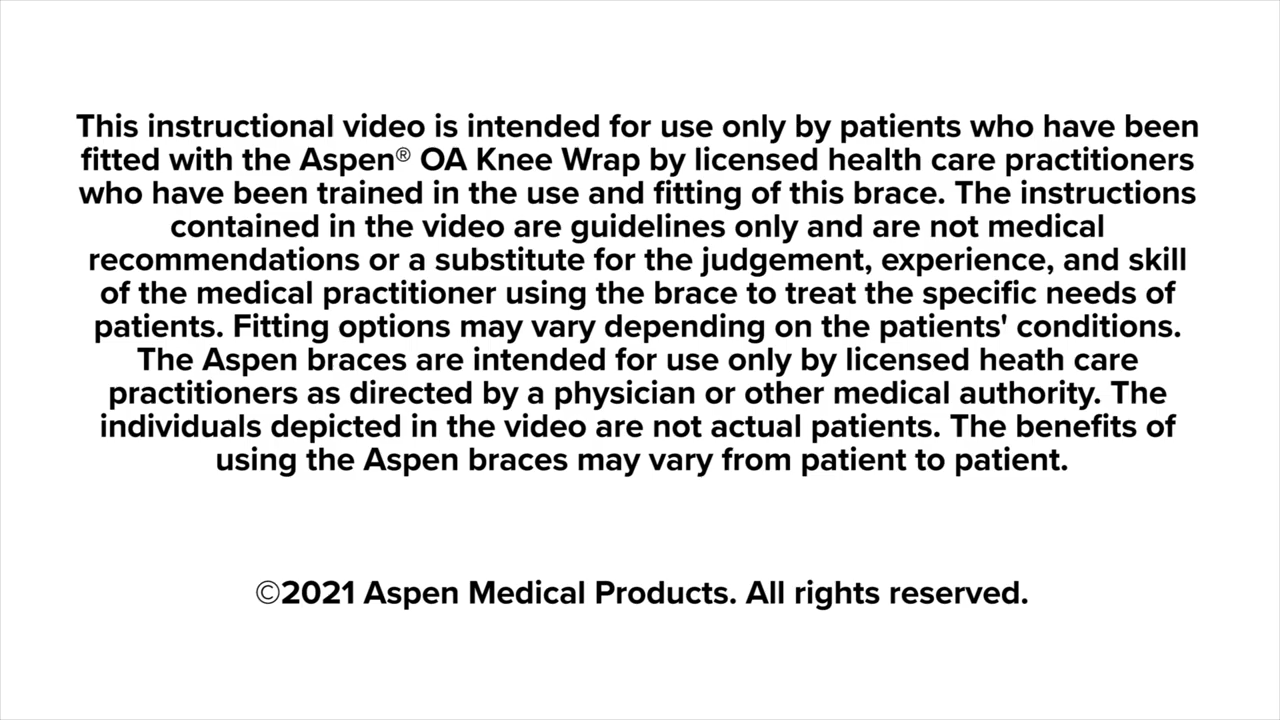 This instructional video is intended for use only by patients who have been
fitted with the Aspen® OA Knee Wrap by licensed health care practitioners
who have been trained in the use and fitting of this brace. The instructions
contained in the video are guidelines only and are not medical
recommendations or a substitute for the judgement, experience, and skill
of the medical practitioner using the brace to treat the specific needs of
patients. Fitting options may vary depending on the patients' conditions.
The Aspen braces are intended for use only by licensed heath care
practitioners as directed by a physician or other medical authority. The
individuals depicted in the video are not actual patients. The benefits of
using the Aspen braces may vary from patient to patient.
©2021 Aspen Medical Products. All rights reserved.